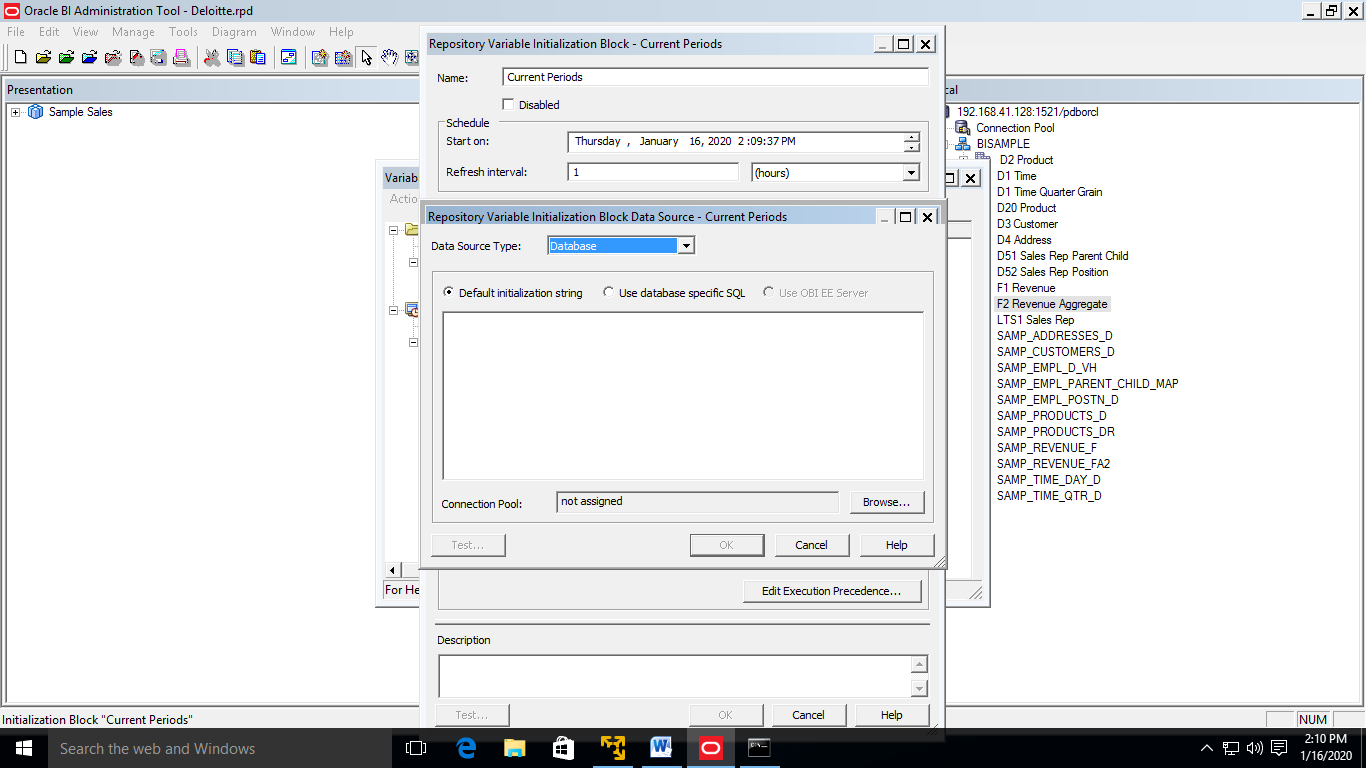 Oracle BI Administration Tool - Deloitte.rpd
File Edit View Manage Tools Diagram Window Help
Presentation
Sample Sales
Variab
Actio
For He
Repository Variable Initialization Block - Current Periods
Name: Current Periods
Disabled
Schedule
Start on: Thursday , January 16, 2020 2:09:37 PM
Refresh interval: 1 (hours)
Repository Variable Initialization Block Data Source - Current Periods
Data Source Type: Database
Default initialization string Use database specific SQL Use OBI EE Server
Connection Pool: not assigned Browse...
Test... OK Cancel Help
Edit Execution Precedence...
Description
Test... OK Cancel Help
cal
192.168.41.128:1521/pdborcl
Connection Pool
BISAMPLE
D2 Product
D1 Time
D1 Time Quarter Grain
D20 Product
D3 Customer
D4 Address
D51 Sales Rep Parent Child
D52 Sales Rep Position
F1 Revenue
F2 Revenue Aggregate
LTS1 Sales Rep
SAMP_ADDRESSES_D
SAMP_CUSTOMERS_D
SAMP_EMPL_D_VH
SAMP_EMPL_PARENT_CHILD_MAP
SAMP_EMPL_POSTN_D
SAMP_PRODUCTS_D
SAMP_PRODUCTS_DR
SAMP_REVENUE_F
SAMP_REVENUE_FA2
SAMP_TIME_DAY_D
SAMP_TIME_QTR_D
Initialization Block "Current Periods" NUM
Search the web and Windows
2:10 PM
1/16/2020